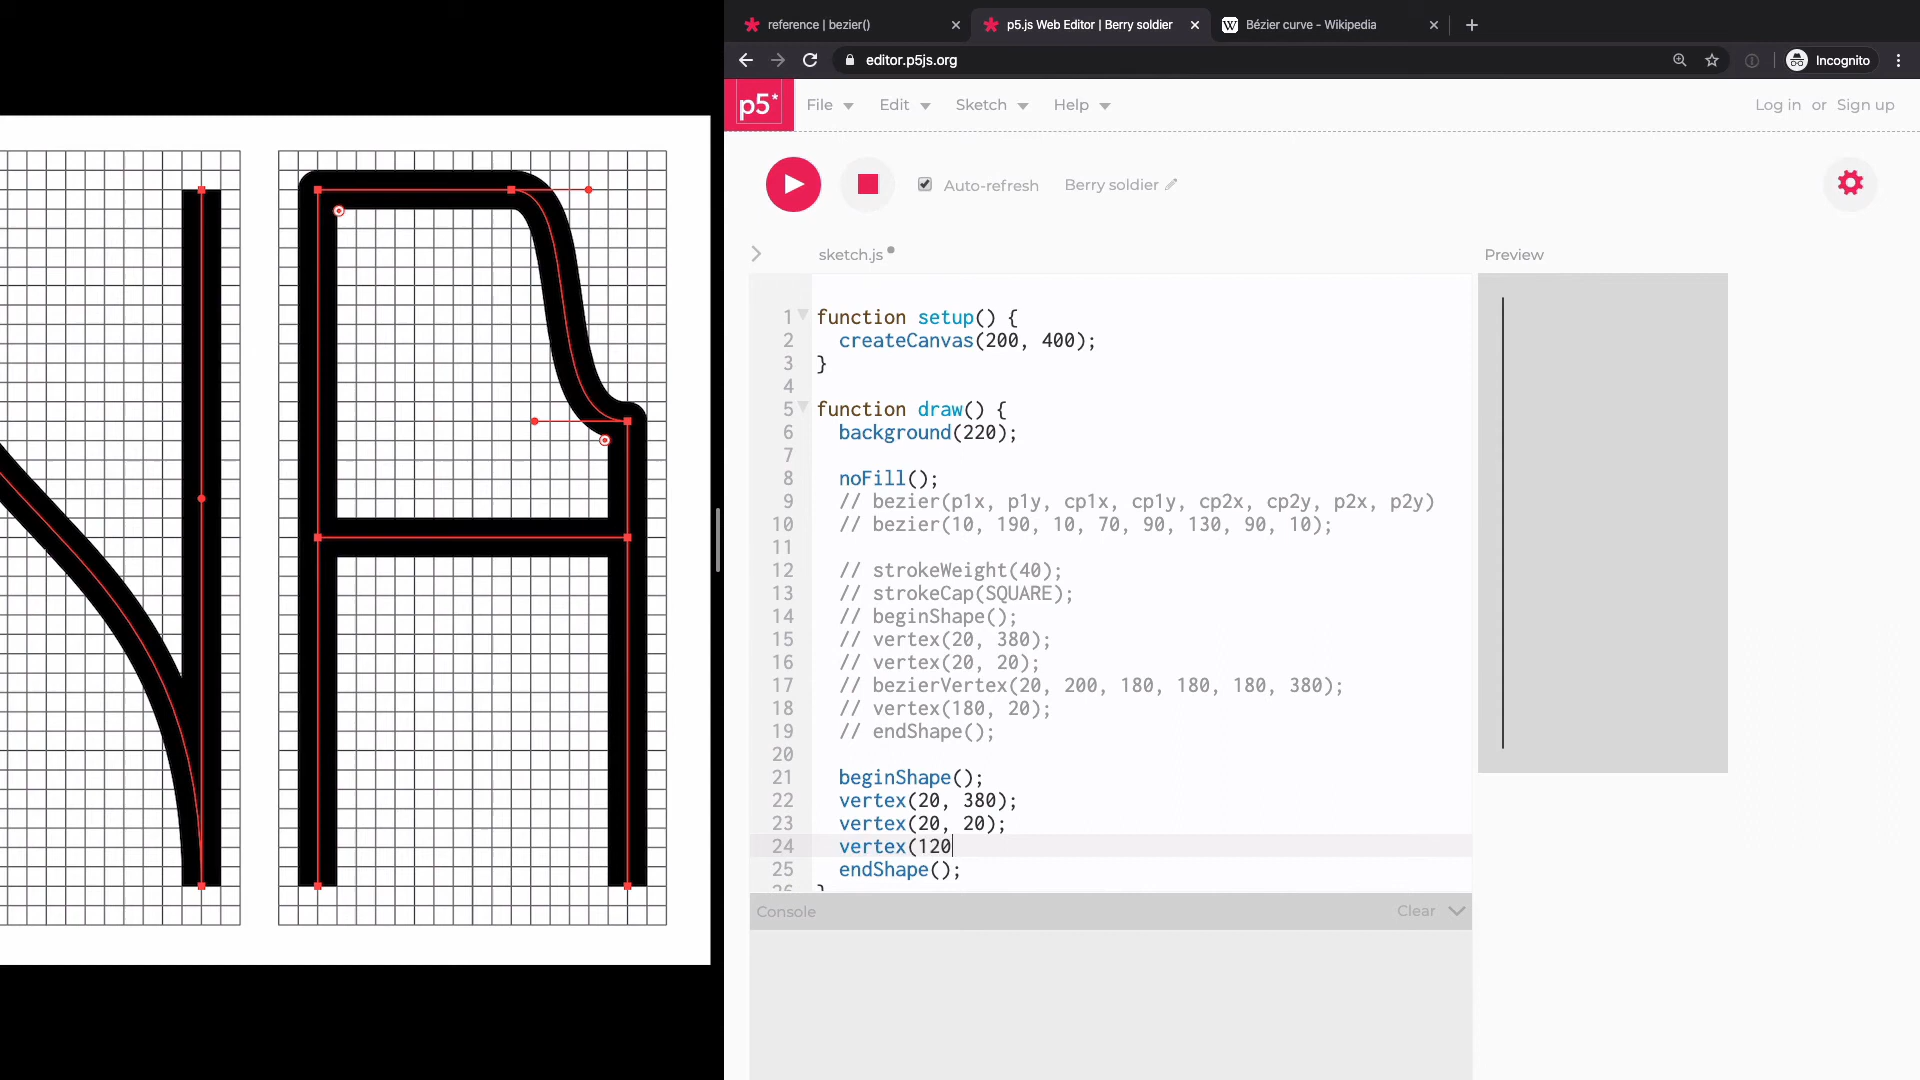 reference | bezier()
p5.js Web Editor | Berry soldier
W
Bézier curve - Wikipedia
editor.p5js.org
Incognito
p5*
File
Edit
Sketch
Help
Log in or Sign up
Auto-refresh
Berry soldier
sketch.js
Preview
1 function setup() {
2 createCanvas(200, 400);
3 }
4
5 function draw() {
6 background(220);
7
8 noFill();
9 // bezier(p1x, p1y, cp1x, cp1y, cp2x, cp2y, p2x, p2y)
10 // bezier(10, 190, 10, 70, 90, 130, 90, 10);
11
12 // strokeWeight(40);
13 // strokeCap(SQUARE);
14 // beginShape();
15 // vertex(20, 380);
16 // vertex(20, 20);
17 // bezierVertex(20, 200, 180, 180, 180, 380);
18 // vertex(180, 20);
19 // endShape();
20
21 beginShape();
22 vertex(20, 380);
23 vertex(20, 20);
24 vertex(120
25 endShape();
26 }
Console
Clear